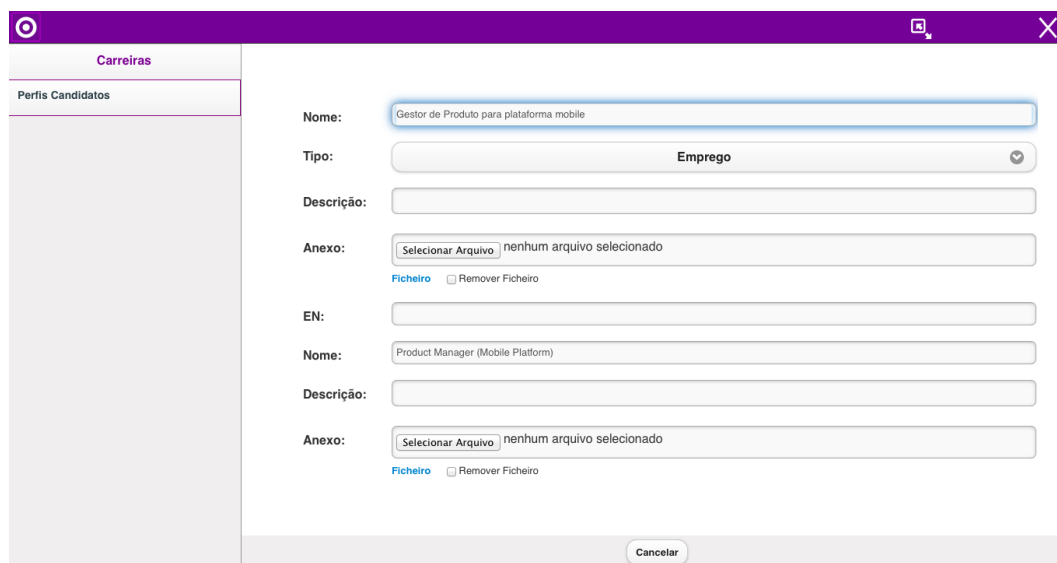 Carreiras
Perfis Candidatos
Nome: Gestor de Produto para plataforma mobile
Tipo: Emprego
Descrição:
Anexo: Selecionar Arquivo nenhum arquivo selecionado
Ficheiro Remover Ficheiro
EN:
Nome: Product Manager (Mobile Platform)
Descrição:
Anexo: Selecionar Arquivo nenhum arquivo selecionado
Ficheiro Remover Ficheiro
Cancelar